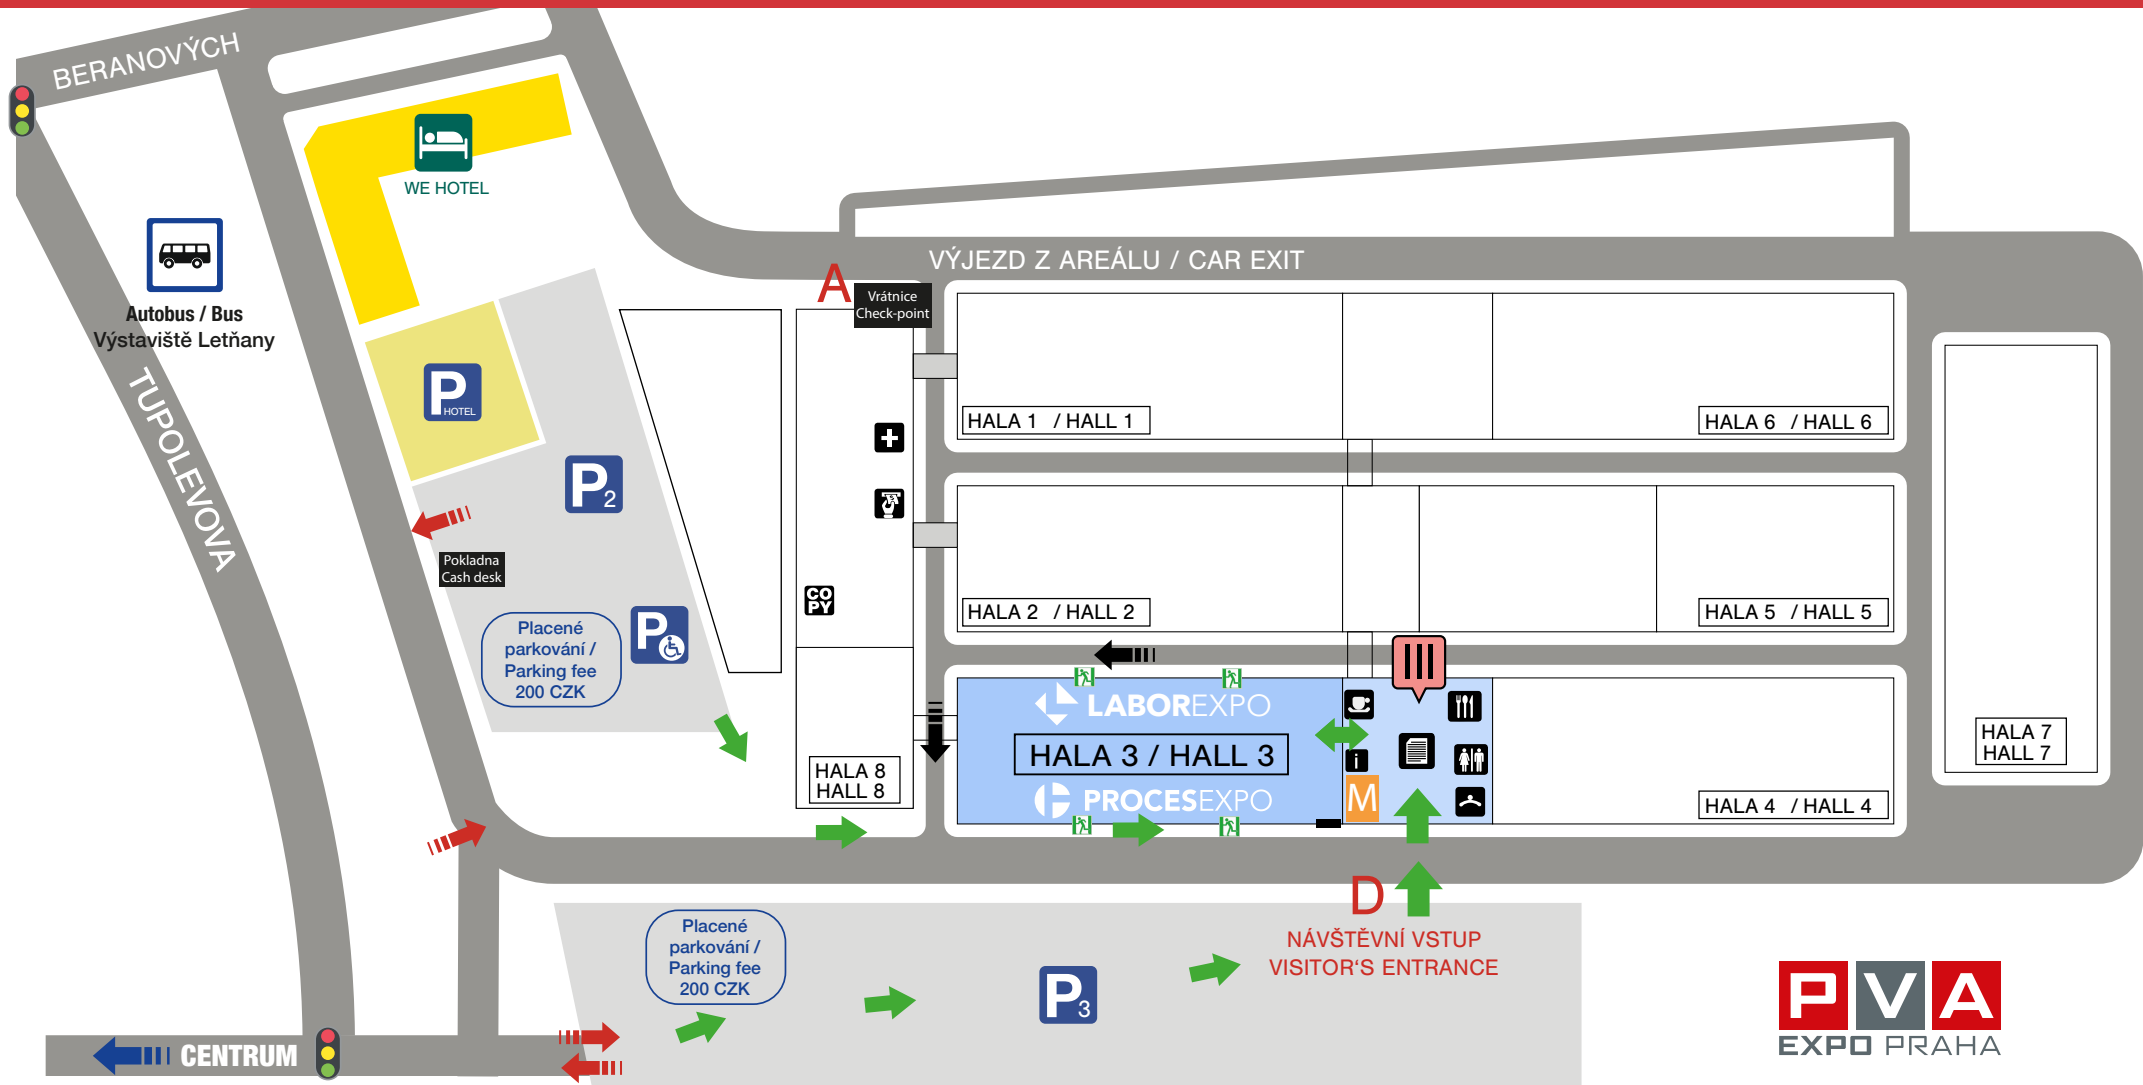 BERANOVÝCH
WE HOTEL
Autobus / Bus
Výstaviště Letňany
TUPOLEVOVA
VÝJEZD Z AREÁLU / CAR EXIT
A
Vrátnice
Check-point
P
HOTEL
P2
Pokladna
Cash desk
Placené
parkování /
Parking fee
200 CZK
P
CO
PY
HALA 1 / HALL 1
HALA 6 / HALL 6
HALA 2 / HALL 2
HALA 5 / HALL 5
HALA 7
HALL 7
HALA 8
HALL 8
LABOREXPO
HALA 3 / HALL 3
PROCESEXPO
i
M
HALA 4 / HALL 4
D
NÁVŠTĚVNÍ VSTUP
VISITOR'S ENTRANCE
Placené
parkování /
Parking fee
200 CZK
P3
CENTRUM
PVA
EXPO PRAHA